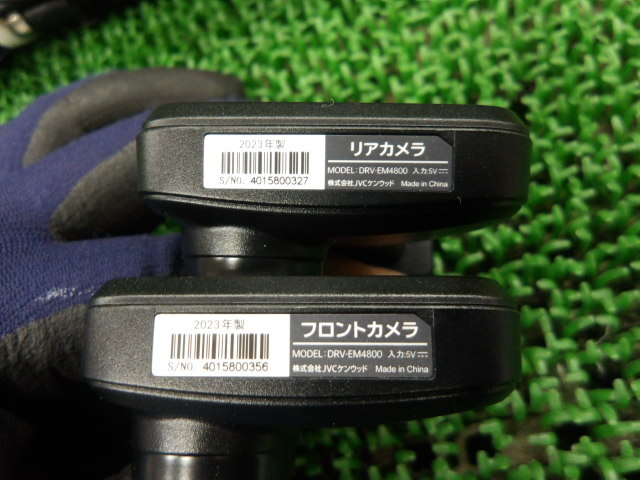 2023年製
S/NO. 4015800327
リアカメラ
MODEL: DRV-EM4800 入力:5V⎓
株式会社JVCケンウッド Made in China
2023年製
S/NO. 4015800356
フロントカメラ
MODEL: DRV-EM4800 入力:5V⎓
株式会社JVCケンウッド Made in China